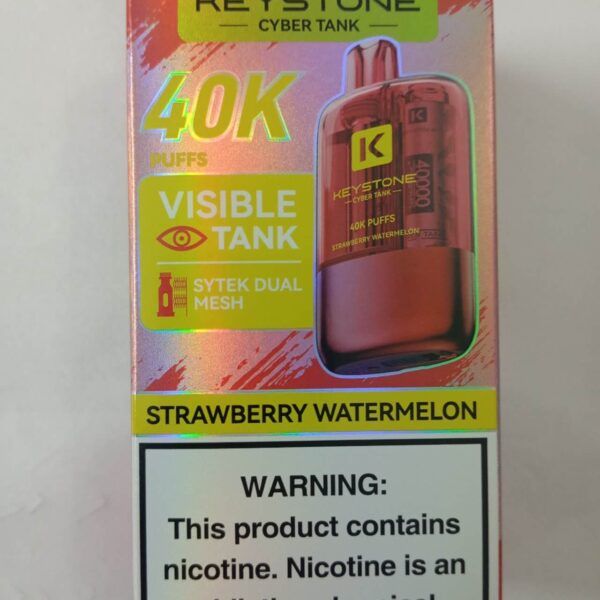 KEYSTONE
CYBER TANK
40K
PUFFS
VISIBLE
TANK
SYTEK DUAL
MESH
K
KEYSTONE
CYBER TANK
40000
40K PUFFS
STRAWBERRY WATERMELON
STRAWBERRY WATERMELON
WARNING:
This product contains
nicotine. Nicotine is an